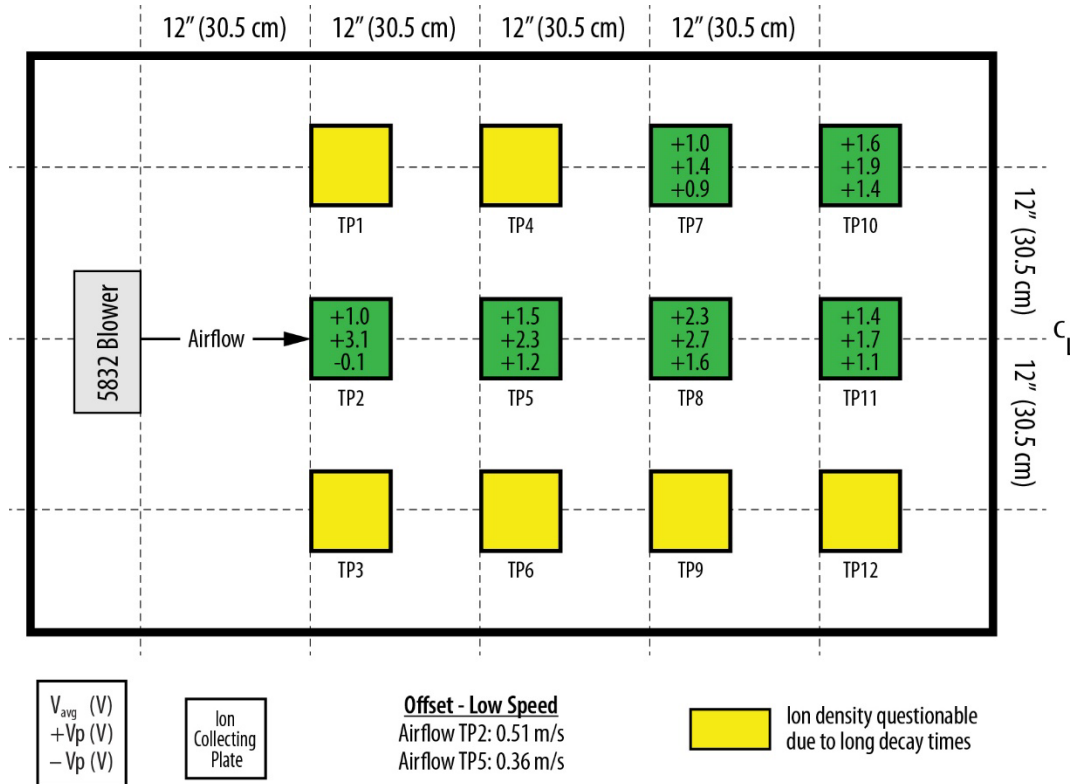 12” (30.5 cm) 12” (30.5 cm) 12” (30.5 cm) 12” (30.5 cm)
+1.0
+1.4
+0.9
+1.6
+1.9
+1.4
TP1 TP4 TP7 TP10
12” (30.5 cm)
5832 Blower
Airflow
+1.0
+3.1
-0.1
+1.5
+2.3
+1.2
+2.3
+2.7
+1.6
+1.4
+1.7
+1.1
TP2 TP5 TP8 TP11
C
12” (30.5 cm)
TP3 TP6 TP9 TP12
Vavg (V)
+Vp (V)
– Vp (V)
Ion
Collecting
Plate
Offset - Low Speed
Airflow TP2: 0.51 m/s
Airflow TP5: 0.36 m/s
Ion density questionable
due to long decay times